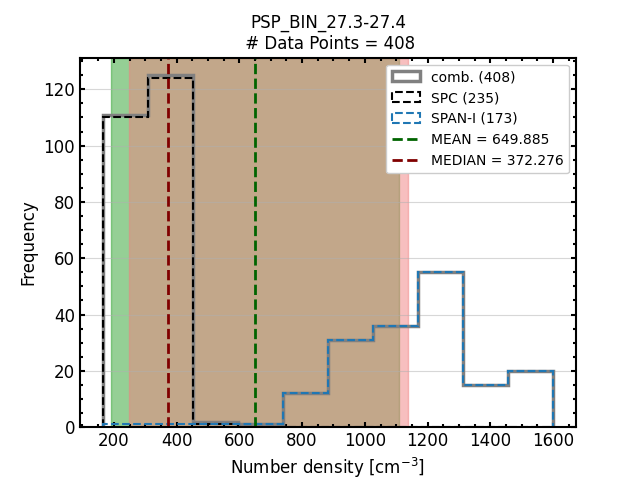 PSP_BIN_27.3-27.4
# Data Points = 408
comb. (408)
SPC (235)
SPAN-I (173)
MEAN = 649.885
MEDIAN = 372.276
Frequency
120
100
80
60
40
20
0
200 400 600 800 1000 1200 1400 1600
Number density [cm⁻³]